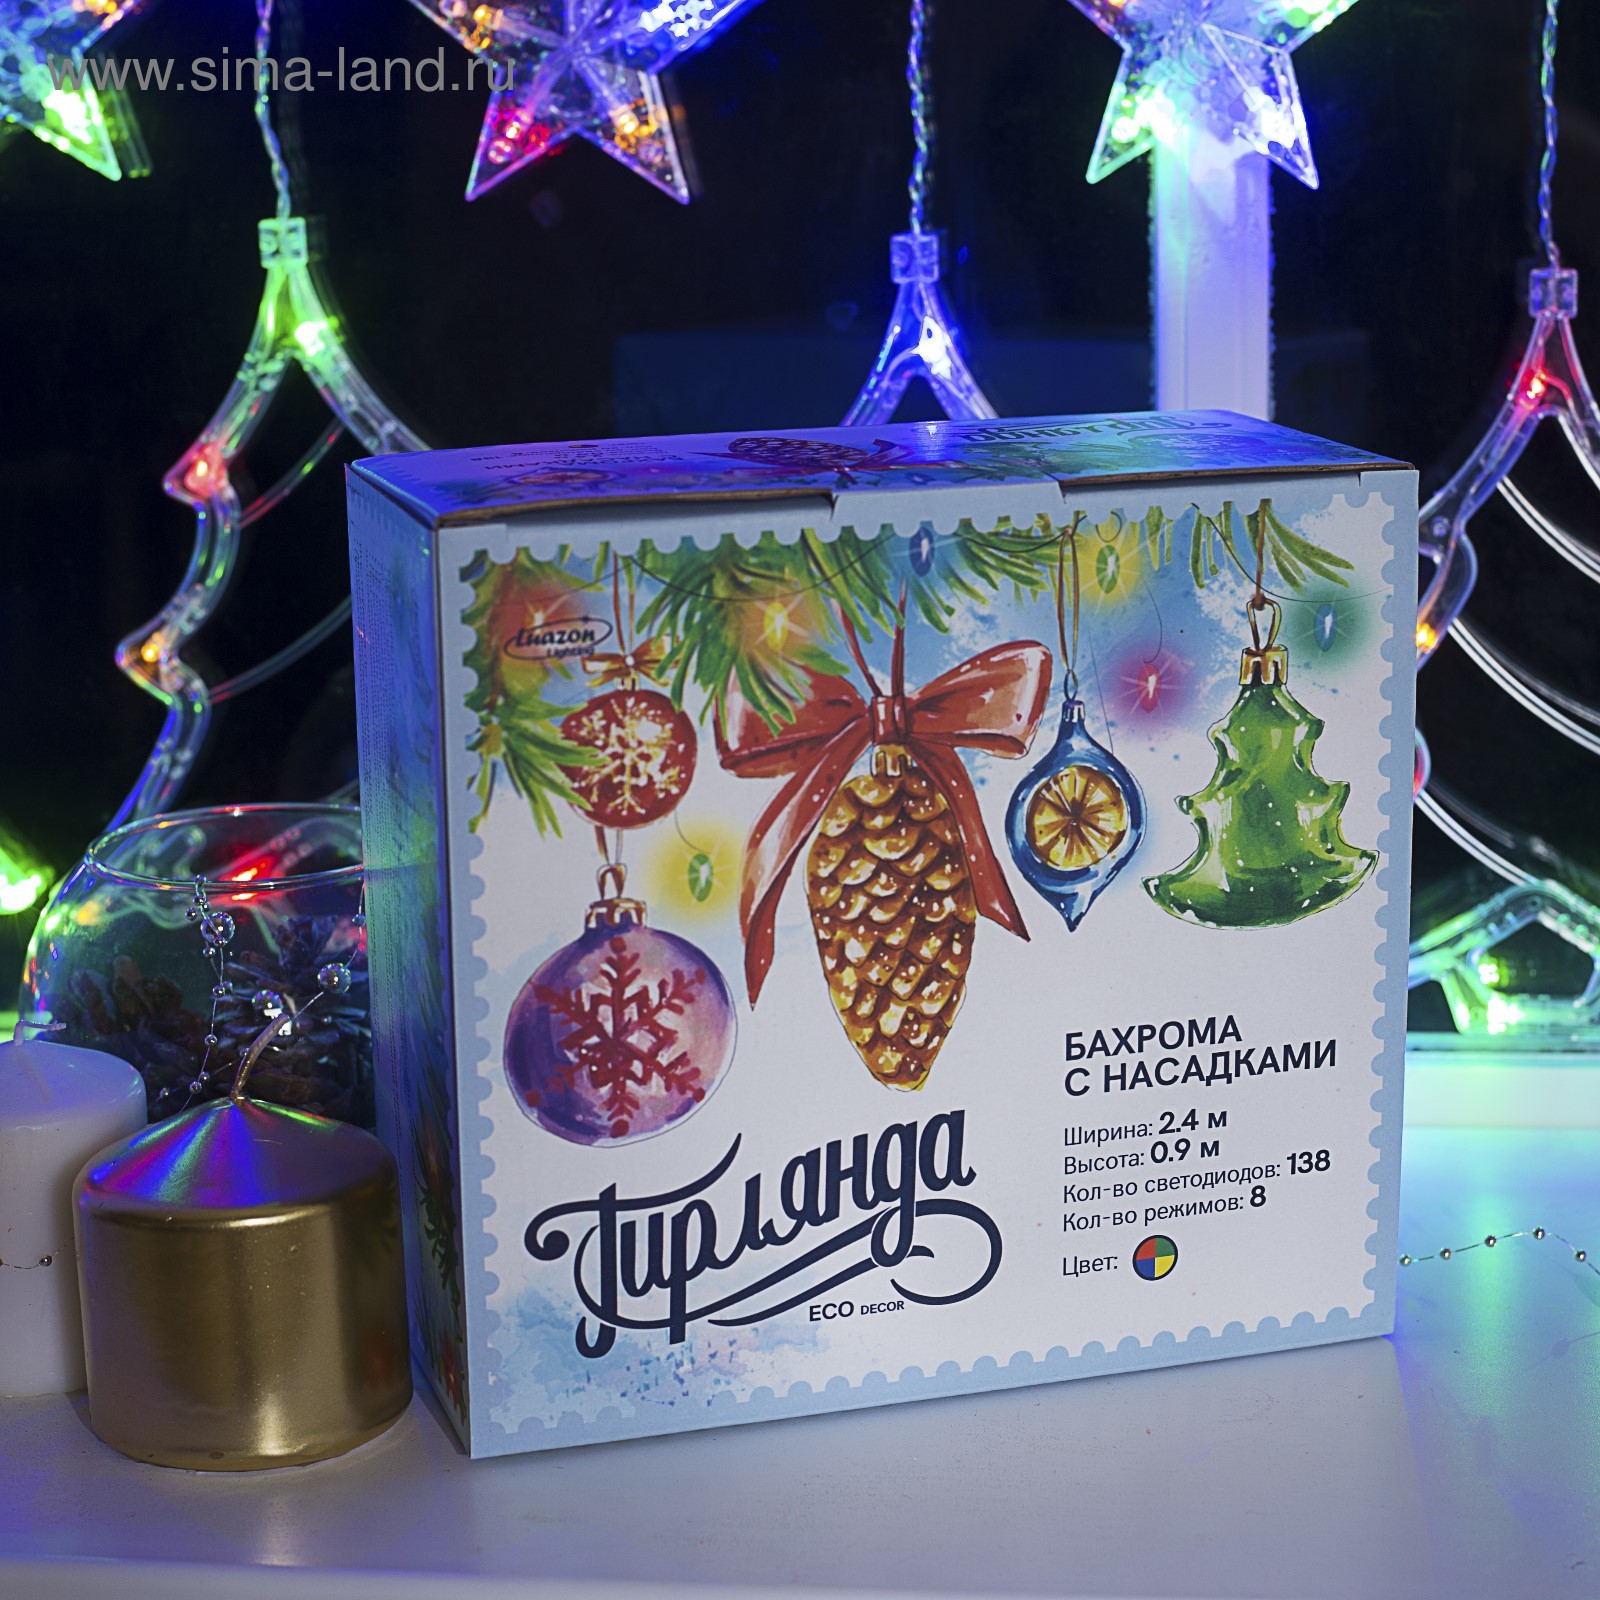 www.sima-land.ru
Гирлянда
Luazon
Lighting
БАХРОМА
С НАСАДКАМИ
Ширина: 2.4 м
Высота: 0.9 м
Кол-во светодиодов: 138
Кол-во режимов: 8
Цвет:
Гирлянда
ECO DECOR